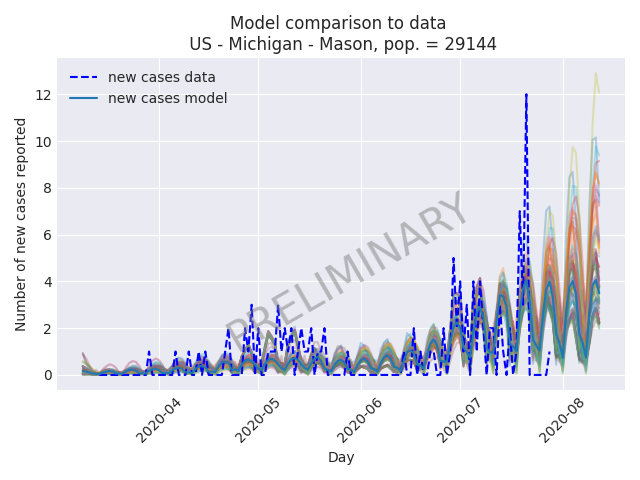 Model comparison to data
US - Michigan - Mason, pop. = 29144
new cases data
new cases model
PRELIMINARY
Number of new cases reported
12
10
8
6
4
2
0
2020-04
2020-05
2020-06
2020-07
2020-08
Day